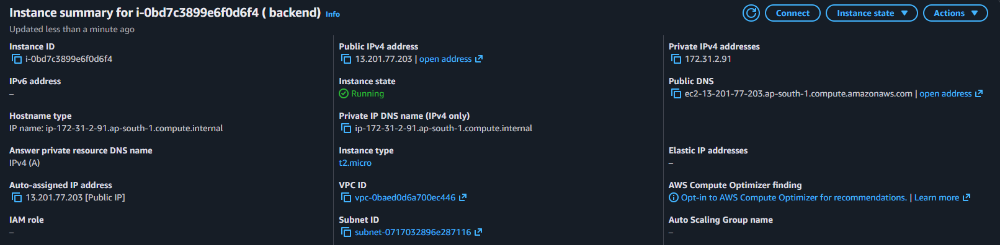 Instance summary for i-0bd7c3899e6f0d6f4 ( backend) Info
Connect
Instance state
Actions
Updated less than a minute ago
Instance ID
i-0bd7c3899e6f0d6f4
Public IPv4 address
13.201.77.203 | open address
Private IPv4 addresses
172.31.2.91
IPv6 address
–
Instance state
Running
Public DNS
ec2-13-201-77-203.ap-south-1.compute.amazonaws.com | open address
Hostname type
IP name: ip-172-31-2-91.ap-south-1.compute.internal
Private IP DNS name (IPv4 only)
ip-172-31-2-91.ap-south-1.compute.internal
Answer private resource DNS name
IPv4 (A)
Instance type
t2.micro
Elastic IP addresses
–
Auto-assigned IP address
13.201.77.203 [Public IP]
VPC ID
vpc-0baed0d6a700ec446
AWS Compute Optimizer finding
Opt-in to AWS Compute Optimizer for recommendations. | Learn more
IAM role
–
Subnet ID
subnet-0717032896e287116
Auto Scaling Group name
–